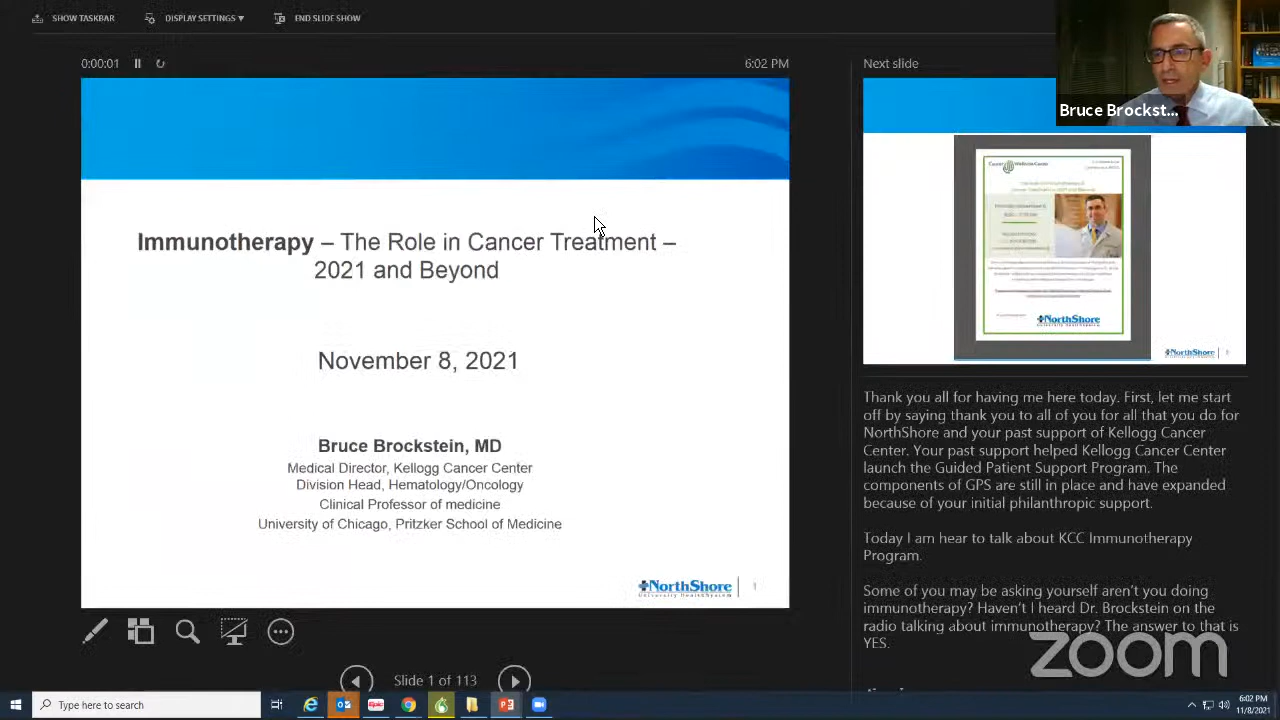 SHOW TASKBAR
DISPLAY SETTINGS ▼
END SLIDE SHOW
0:00:01
6:02 PM
Immunotherapy – The Role in Cancer Treatment –
2021 and Beyond
November 8, 2021
Bruce Brockstein, MD
Medical Director, Kellogg Cancer Center
Division Head, Hematology/Oncology
Clinical Professor of medicine
University of Chicago, Pritzker School of Medicine
NorthShore
University HealthSystem
1
Slide 1 of 113
Next slide
Bruce Brockst...
NorthShore
NorthShore
Thank you all for having me here today. First, let me start
off by saying thank you to all of you for all that you do for
NorthShore and your past support of Kellogg Cancer
Center. Your past support helped Kellogg Cancer Center
launch the Guided Patient Support Program. The
components of GPS are still in place and have expanded
because of your initial philanthropic support.
Today I am hear to talk about KCC Immunotherapy
Program.
Some of you may be asking yourself aren't you doing
immunotherapy? Haven't I heard Dr. Brockstein on the
radio talking about immunotherapy? The answer to that is
YES.
zoom
Type here to search
Epic
6:02 PM
11/8/2021